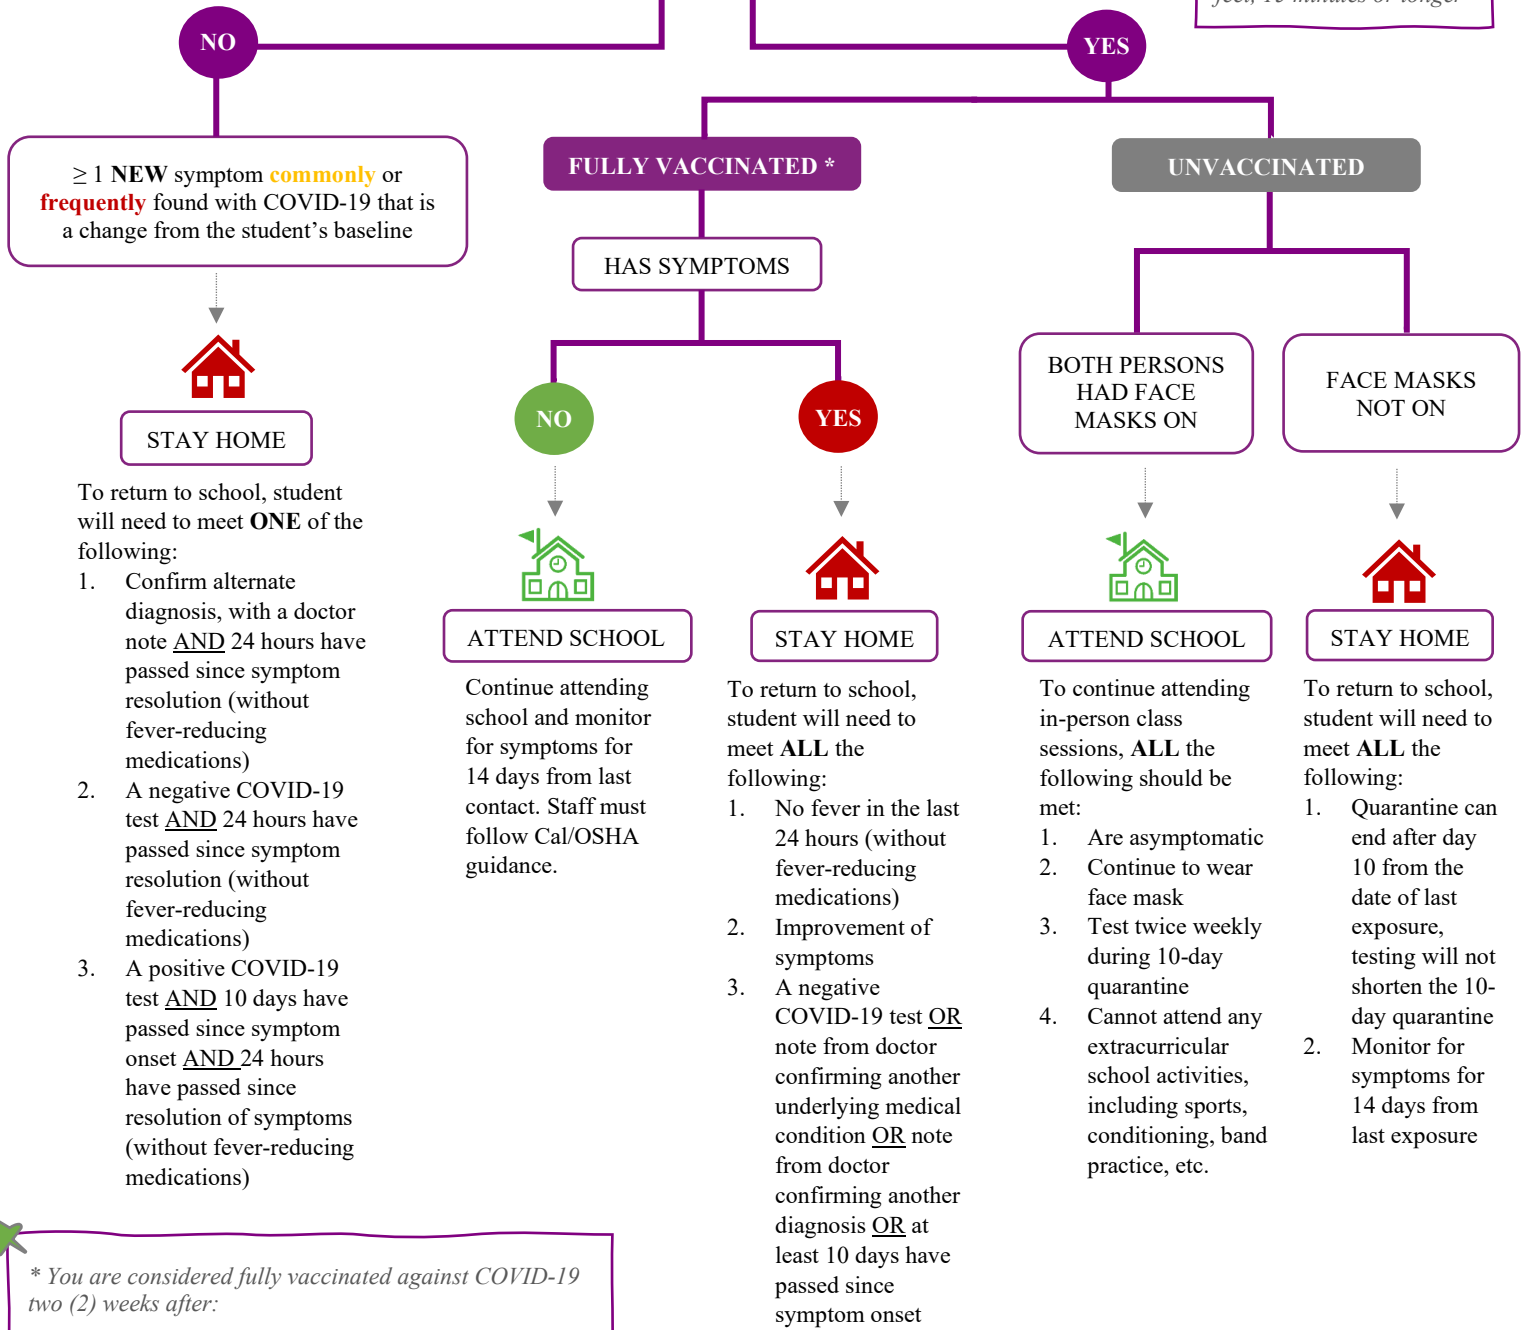 feet, 15 minutes or longer
NO
YES
≥ 1 NEW symptom commonly or
frequently found with COVID-19 that is
a change from the student’s baseline
STAY HOME
To return to school, student
will need to meet ONE of the
following:
1. Confirm alternate
diagnosis, with a doctor
note AND 24 hours have
passed since symptom
resolution (without
fever-reducing
medications)
2. A negative COVID-19
test AND 24 hours have
passed since symptom
resolution (without
fever-reducing
medications)
3. A positive COVID-19
test AND 10 days have
passed since symptom
onset AND 24 hours
have passed since
resolution of symptoms
(without fever-reducing
medications)
FULLY VACCINATED *
HAS SYMPTOMS
NO
ATTEND SCHOOL
Continue attending
school and monitor
for symptoms for
14 days from last
contact. Staff must
follow Cal/OSHA
guidance.
YES
STAY HOME
To return to school,
student will need to
meet ALL the
following:
1. No fever in the last
24 hours (without
fever-reducing
medications)
2. Improvement of
symptoms
3. A negative
COVID-19 test OR
note from doctor
confirming another
underlying medical
condition OR note
from doctor
confirming another
diagnosis OR at
least 10 days have
passed since
symptom onset
UNVACCINATED
BOTH PERSONS
HAD FACE
MASKS ON
ATTEND SCHOOL
To continue attending
in-person class
sessions, ALL the
following should be
met:
1. Are asymptomatic
2. Continue to wear
face mask
3. Test twice weekly
during 10-day
quarantine
4. Cannot attend any
extracurricular
school activities,
including sports,
conditioning, band
practice, etc.
FACE MASKS
NOT ON
STAY HOME
To return to school,
student will need to
meet ALL the
following:
1. Quarantine can
end after day
10 from the
date of last
exposure,
testing will not
shorten the 10-
day quarantine
2. Monitor for
symptoms for
14 days from
last exposure
* You are considered fully vaccinated against COVID-19
two (2) weeks after: